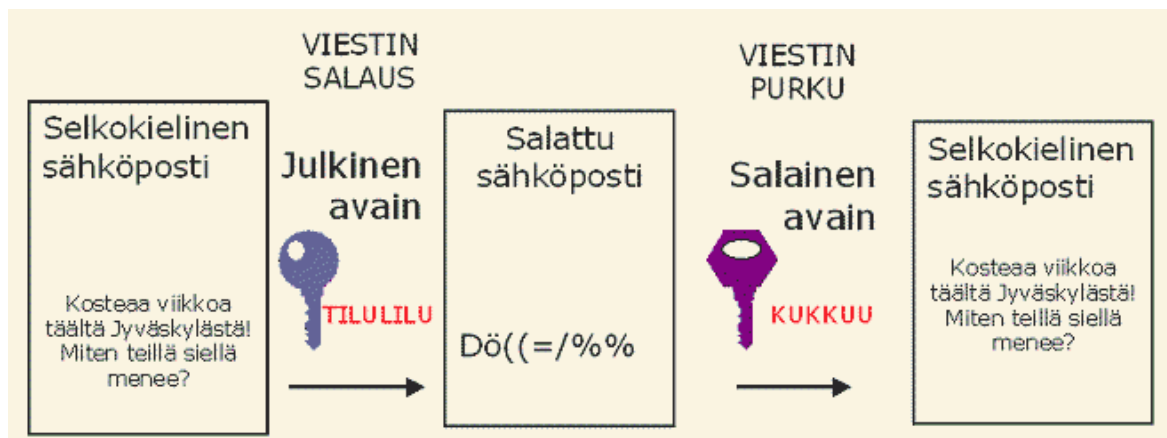 Selkokielinen
sähköposti
Kosteaa viikkoa
täältä Jyväskylästä!
Miten teillä siellä
menee?
VIESTIN
SALAUS
Julkinen
avain
TILULILU
Salattu
sähköposti
Dö((=/%%
VIESTIN
PURKU
Salainen
avain
KUKKUU
Selkokielinen
sähköposti
Kosteaa viikkoa
täältä Jyväskylästä!
Miten teillä siellä
menee?